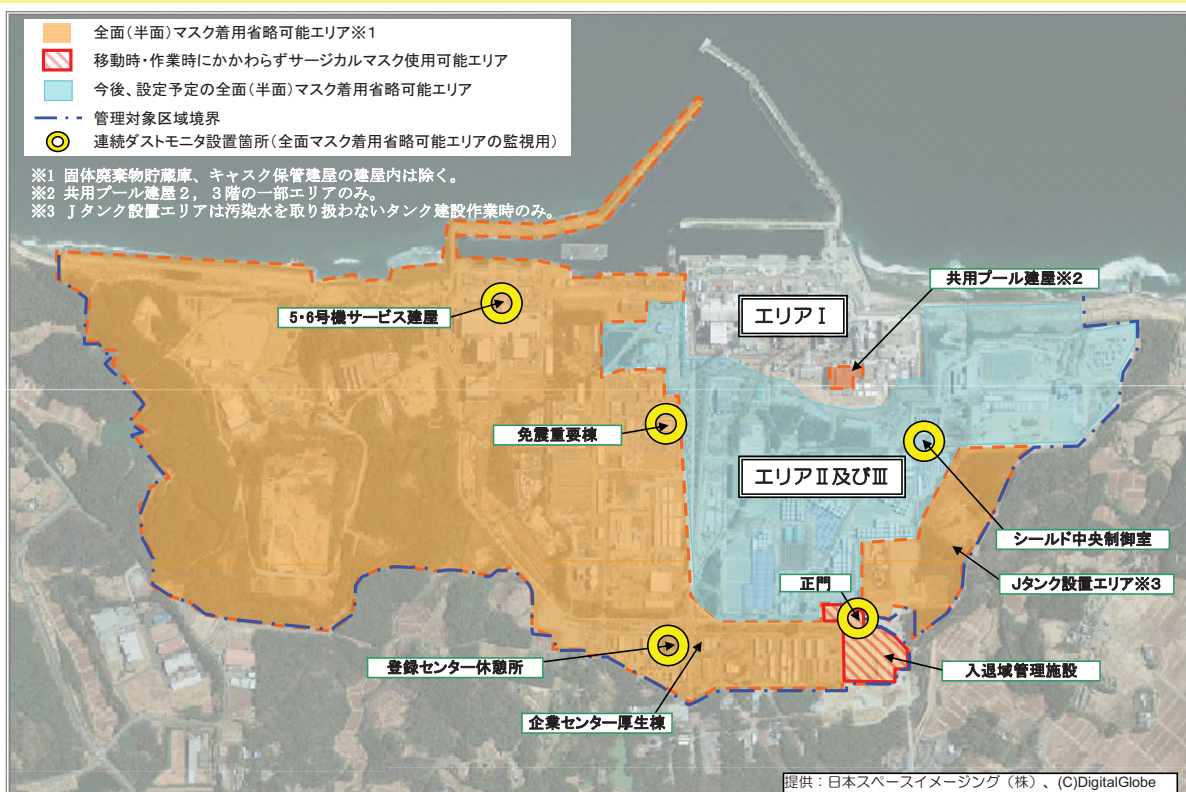 全面(半面)マスク着用省略可能エリア※1
移動時・作業時にかかわらずサージカルマスク使用可能エリア
今後、設定予定の全面(半面)マスク着用省略可能エリア
管理対象区域境界
連続ダストモニタ設置箇所(全面マスク着用省略可能エリアの監視用)
※1 固体廃棄物貯蔵庫、キャスク保管建屋の建屋内は除く。
※2 共用プール建屋2,3階の一部エリアのみ。
※3 Jタンク設置エリアは汚染水を取り扱わないタンク建設作業時のみ。
共用プール建屋※2
エリアⅠ
5・6号機サービス建屋
免震重要棟
エリアⅡ及びⅢ
シールド中央制御室
正門
Jタンク設置エリア※3
登録センター休憩所
入退域管理施設
企業センター厚生棟
提供:日本スペースイメージング(株)、(C)DigitalGlobe